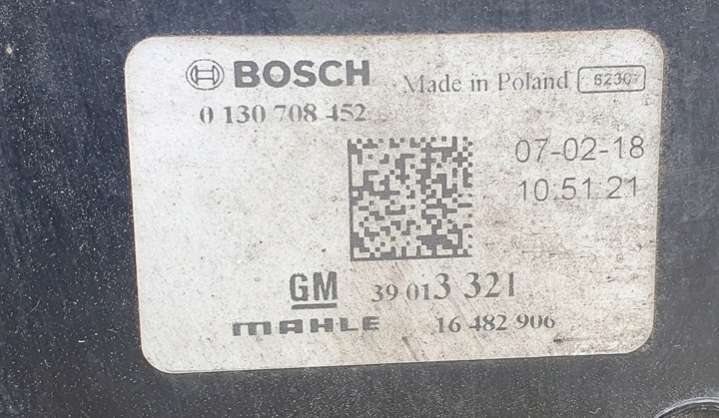 BOSCH Made in Poland 62307
0 130 708 452
07-02-18
10.51.21
GM 39 013 321
MAHLE 16 482 906